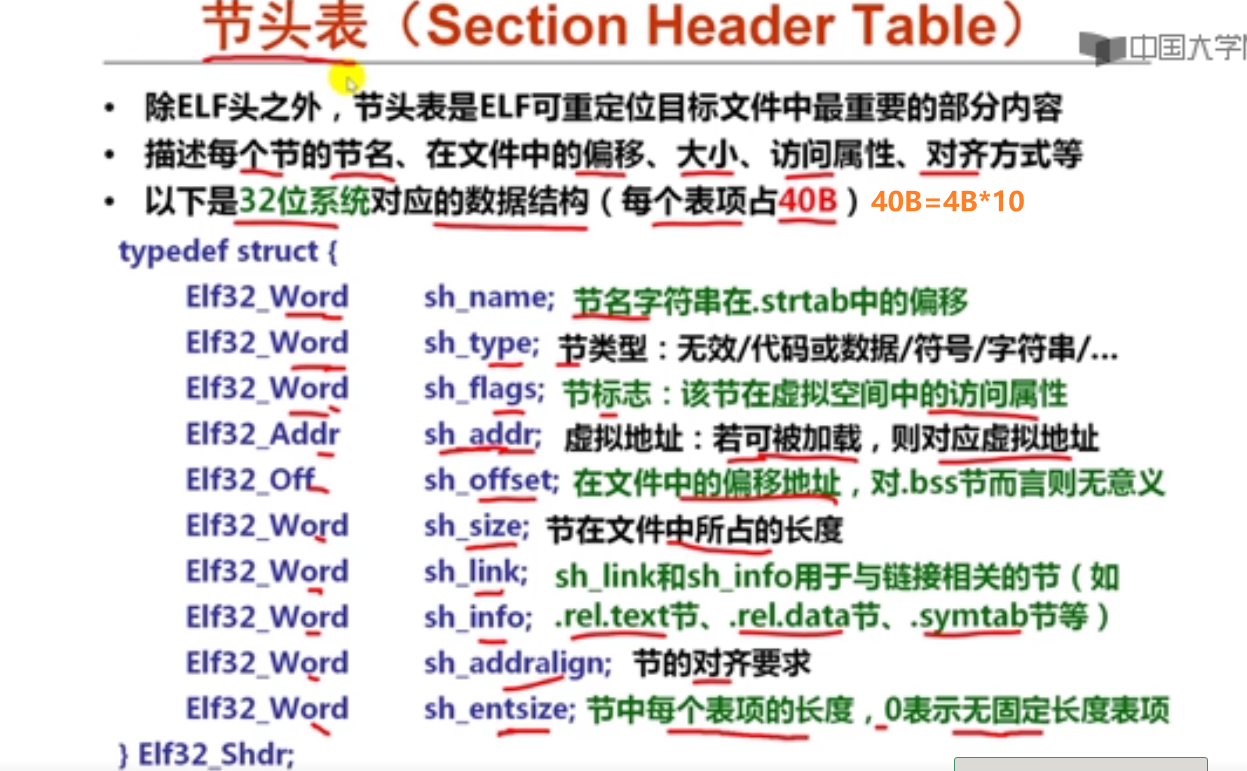 节头表（Section Header Table）
中国大学
• 除ELF头之外，节头表是ELF可重定位目标文件中最重要的部分内容
• 描述每个节的节名、在文件中的偏移、大小、访问属性、对齐方式等
• 以下是32位系统对应的数据结构（每个表项占40B）40B=4B*10
typedef struct {
Elf32_Word sh_name; 节名字符串在.strtab中的偏移
Elf32_Word sh_type; 节类型：无效/代码或数据/符号/字符串/...
Elf32_Word sh_flags; 节标志：该节在虚拟空间中的访问属性
Elf32_Addr sh_addr; 虚拟地址：若可被加载，则对应虚拟地址
Elf32_Off sh_offset; 在文件中的偏移地址，对.bss节而言则无意义
Elf32_Word sh_size; 节在文件中所占的长度
Elf32_Word sh_link; sh_link和sh_info用于与链接相关的节（如
Elf32_Word sh_info; .rel.text节、.rel.data节、.symtab节等）
Elf32_Word sh_addralign; 节的对齐要求
Elf32_Word sh_entsize; 节中每个表项的长度，0表示无固定长度表项
} Elf32_Shdr;